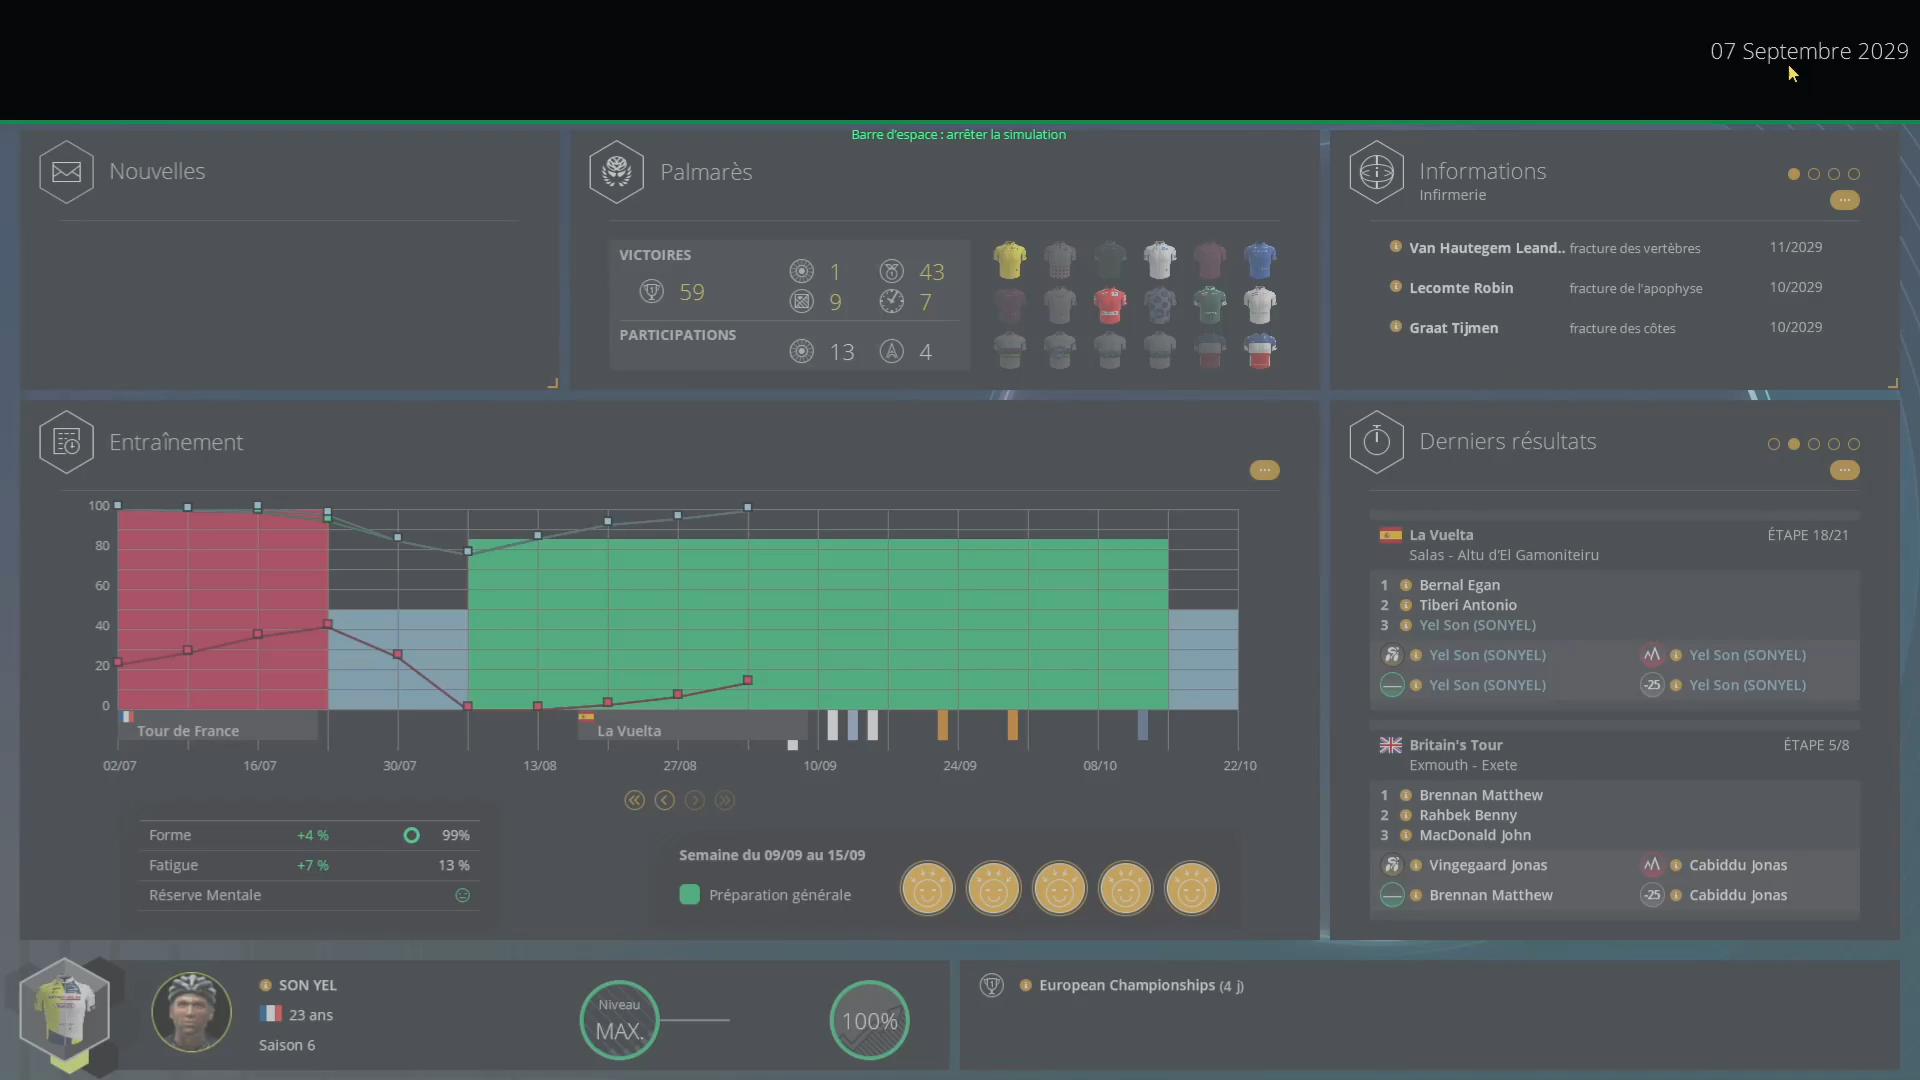 07 Septembre 2029
Barre d'espace : arrêter la simulation
Nouvelles
Palmarès
VICTOIRES
59
1
43
9
7
PARTICIPATIONS
13
4
Informations
Infirmerie
Van Hautegem Leand.. fracture des vertèbres 11/2029
Lecomte Robin fracture de l'apophyse 10/2029
Graat Tijmen fracture des côtes 10/2029
Entraînement
100
80
60
40
20
0
Tour de France
La Vuelta
02/07 16/07 30/07 13/08 27/08 10/09 24/09 08/10 22/10
Forme +4 % 99%
Fatigue +7 % 13 %
Réserve Mentale
Semaine du 09/09 au 15/09
Préparation générale
Derniers résultats
La Vuelta ÉTAPE 18/21
Salas - Altu d'El Gamoniteiru
1 Bernal Egan
2 Tiberi Antonio
3 Yel Son (SONYEL)
Yel Son (SONYEL) Yel Son (SONYEL)
Yel Son (SONYEL) -25 Yel Son (SONYEL)
Britain's Tour ÉTAPE 5/8
Exmouth - Exete
1 Brennan Matthew
2 Rahbek Benny
3 MacDonald John
Vingegaard Jonas Cabiddu Jonas
Brennan Matthew -25 Cabiddu Jonas
SON YEL
23 ans
Saison 6
Niveau
MAX.
100%
European Championships (4 j)